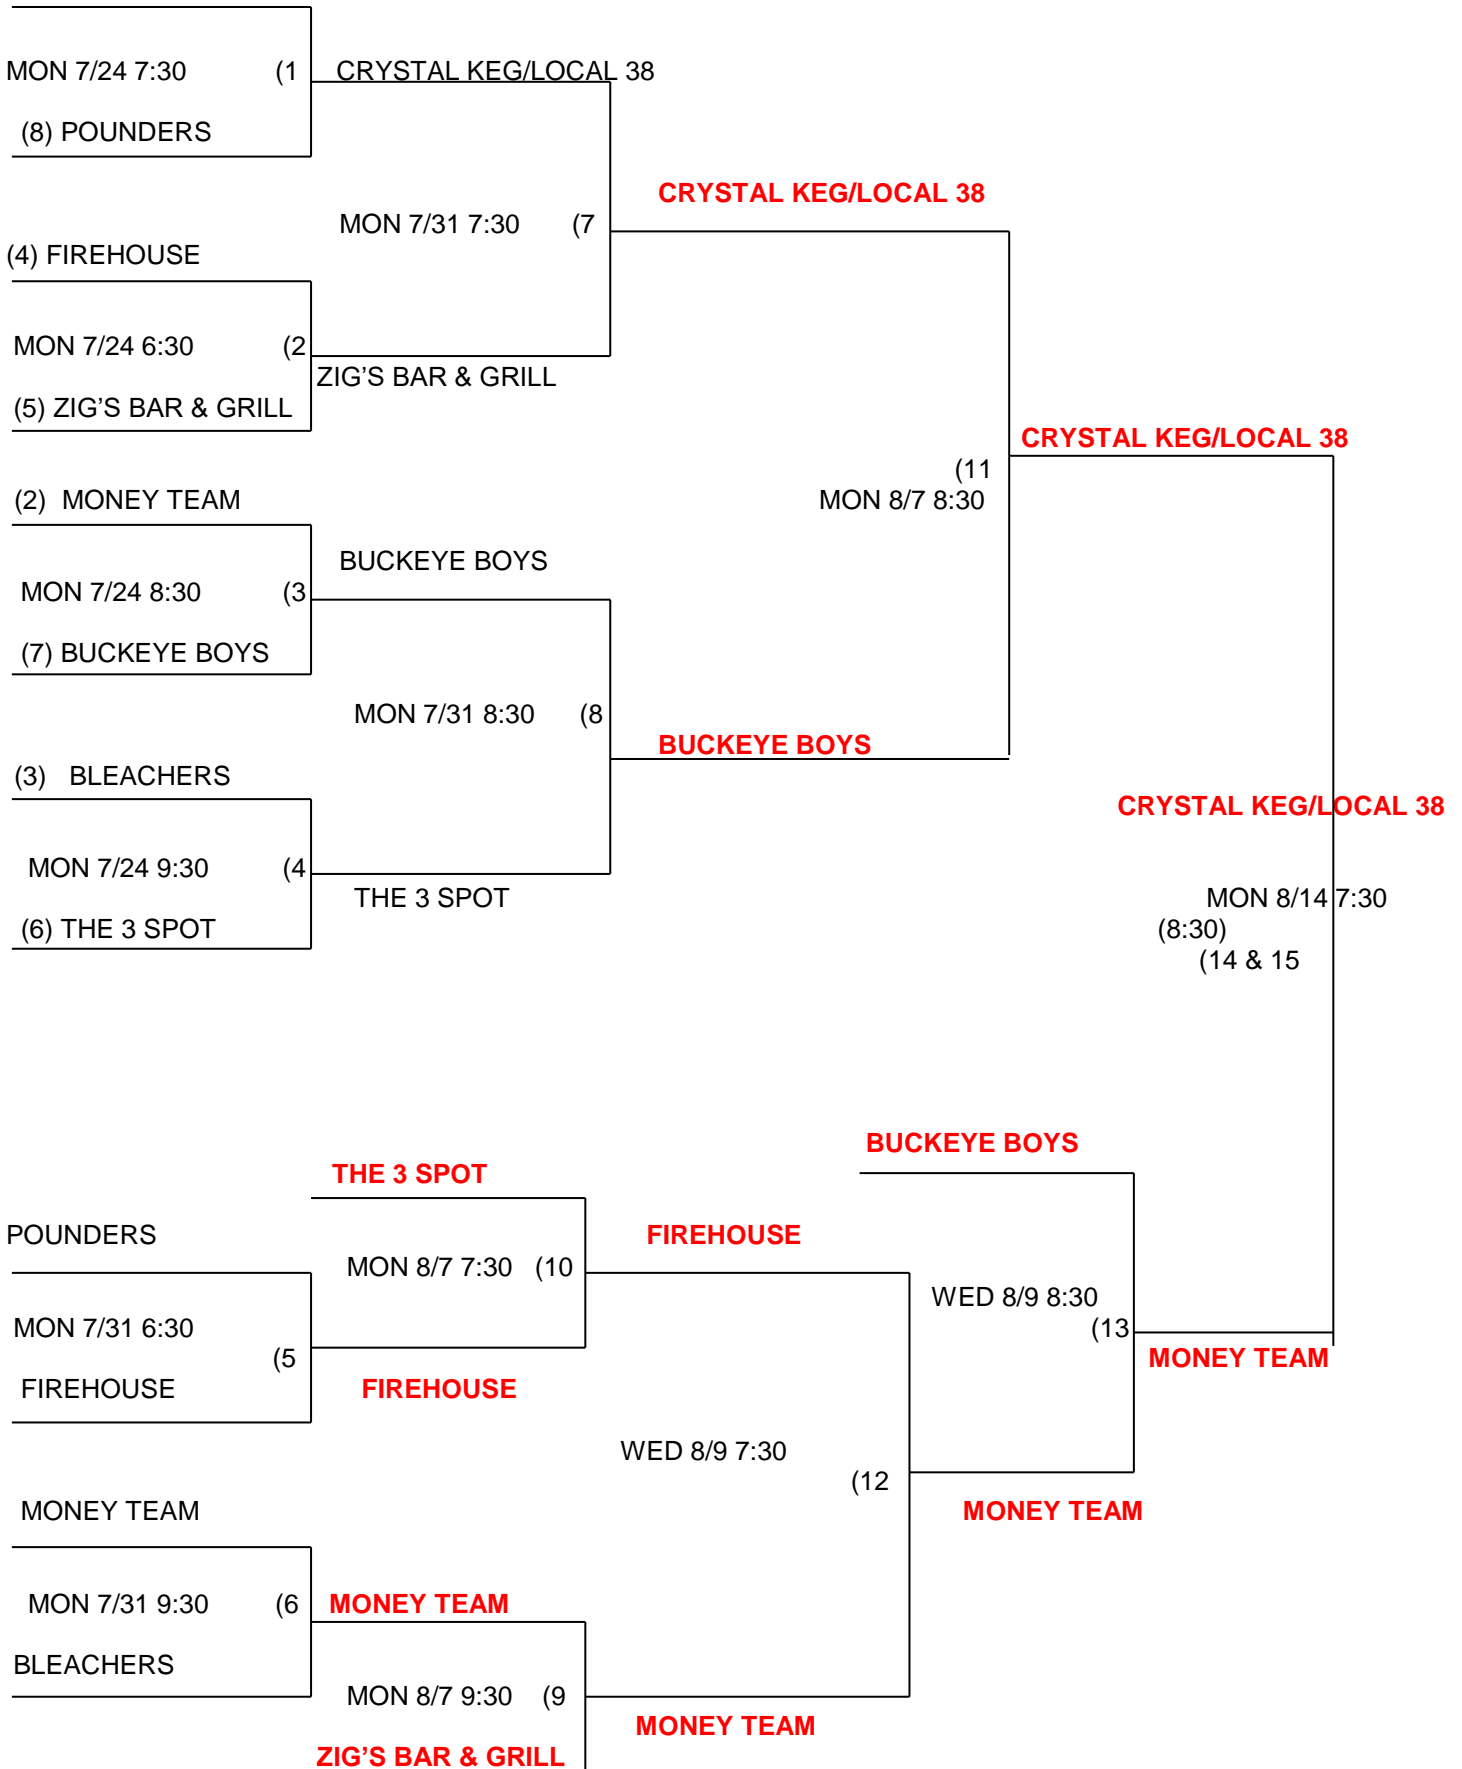 MON 7/24 7:30 (1 CRYSTAL KEG/LOCAL 38
(8) POUNDERS
CRYSTAL KEG/LOCAL 38
MON 7/31 7:30 (7
(4) FIREHOUSE
MON 7/24 6:30 (2
ZIG'S BAR & GRILL
(5) ZIG'S BAR & GRILL
CRYSTAL KEG/LOCAL 38
(11
(2) MONEY TEAM
MON 8/7 8:30
BUCKEYE BOYS
MON 7/24 8:30 (3
(7) BUCKEYE BOYS
MON 7/31 8:30 (8
BUCKEYE BOYS
(3) BLEACHERS
CRYSTAL KEG/LOCAL 38
MON 7/24 9:30 (4
THE 3 SPOT
MON 8/14 7:30
(6) THE 3 SPOT
(8:30)
(14 & 15
BUCKEYE BOYS
THE 3 SPOT
POUNDERS
FIREHOUSE
MON 8/7 7:30 (10
WED 8/9 8:30
MON 7/31 6:30
(13
(5
MONEY TEAM
FIREHOUSE
FIREHOUSE
WED 8/9 7:30
(12
MONEY TEAM
MONEY TEAM
MON 7/31 9:30 (6 MONEY TEAM
BLEACHERS
MON 8/7 9:30 (9
MONEY TEAM
ZIG'S BAR & GRILL